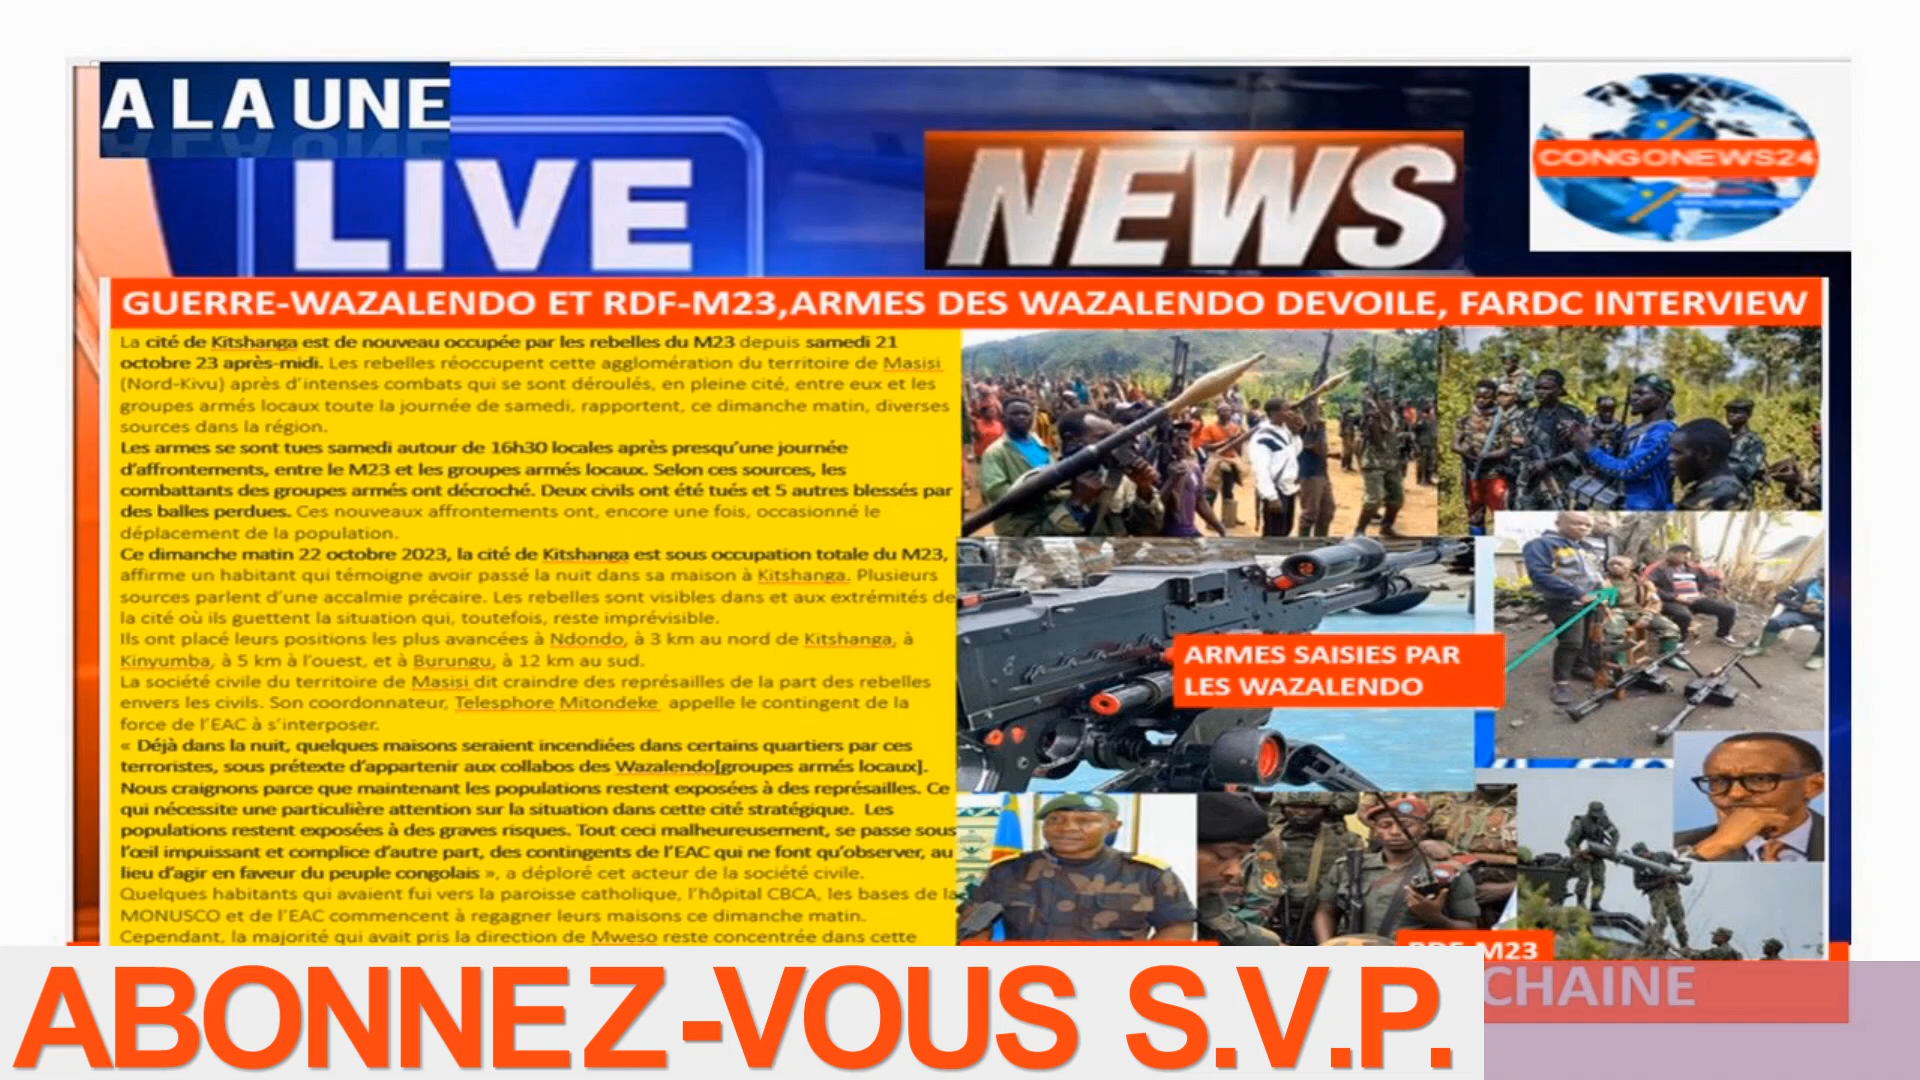 A LA UNE
LIVE
NEWS
CONGONEWS24
GUERRE-WAZALENDO ET RDF-M23,ARMES DES WAZALENDO DEVOILE, FARDC INTERVIEW
La cité de Kitshanga est de nouveau occupée par les rebelles du M23 depuis samedi 21
octobre 23 après-midi. Les rebelles réoccupent cette agglomération du territoire de Masisi
(Nord-Kivu) après d’intenses combats qui se sont déroulés, en pleine cité, entre eux et les
groupes armés locaux toute la journée de samedi, rapportent, ce dimanche matin, diverses
sources dans la région.
Les armes se sont tues samedi autour de 16h30 locales après presqu’une journée
d’affrontements, entre le M23 et les groupes armés locaux. Selon ces sources, les
combattants des groupes armés ont décroché. Deux civils ont été tués et 5 autres blessés par
des balles perdues. Ces nouveaux affrontements ont, encore une fois, occasionné le
déplacement de la population.
Ce dimanche matin 22 octobre 2023, la cité de Kitshanga est sous occupation totale du M23,
affirme un habitant qui témoigne avoir passé la nuit dans sa maison à Kitshanga. Plusieurs
sources parlent d’une accalmie précaire. Les rebelles sont visibles dans et aux extrémités de
la cité où ils guettent la situation qui, toutefois, reste imprévisible.
Ils ont placé leurs positions les plus avancées à Ndondo, à 3 km au nord de Kitshanga, à
Kinyumba, à 5 km à l’ouest, et à Burungu, à 12 km au sud.
La société civile du territoire de Masisi dit craindre des représailles de la part des rebelles
envers les civils. Son coordonnateur, Telesphore Mitondeke appelle le contingent de la
force de l’EAC à s’interposer.
« Déjà dans la nuit, quelques maisons seraient incendiées dans certains quartiers par ces
terroristes, sous prétexte d’appartenir aux collabos des Wazalendo[groupes armés locaux].
Nous craignons parce que maintenant les populations restent exposées à des représailles. Ce
qui nécessite une particulière attention sur la situation dans cette cité stratégique. Les
populations restent exposées à des graves risques. Tout ceci malheureusement, se passe sous
l’œil impuissant et complice d’autre part, des contingents de l’EAC qui ne font qu’observer, au
lieu d’agir en faveur du peuple congolais », a déploré cet acteur de la société civile.
Quelques habitants qui avaient fui vers la paroisse catholique, l’hôpital CBCA, les bases de la
MONUSCO et de l’EAC commencent à regagner leurs maisons ce dimanche matin.
Cependant, la majorité qui avait pris la direction de Mweso reste concentrée dans cette
ARMES SAISIES PAR
LES WAZALENDO
RDF-M23
CHAINE
ABONNEZ-VOUS S.V.P.